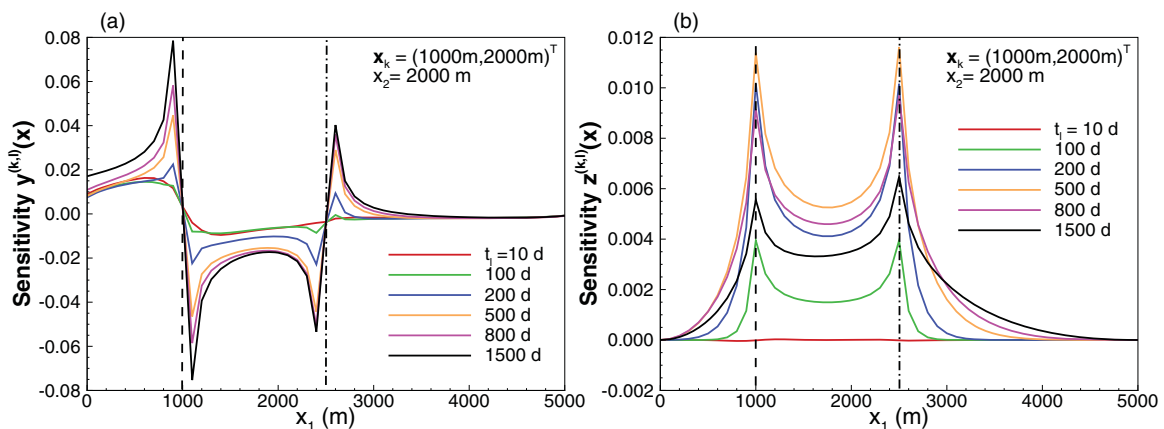 (a)
0.08
0.06
0.04
0.02
0.00
-0.02
-0.04
-0.06
-0.08
Sensitivity y^(k,l)(x)
x_k = (1000m,2000m)^T
x_2= 2000 m
t_l =10 d
100 d
200 d
500 d
800 d
1500 d
0 1000 2000 3000 4000 5000
x_1 (m)
(b)
0.012
0.010
0.008
0.006
0.004
0.002
0.000
-0.002
Sensitivity z^(k,l)(x)
x_k = (1000m,2000m)^T
x_2= 2000 m
t_l = 10 d
100 d
200 d
500 d
800 d
1500 d
0 1000 2000 3000 4000 5000
x_1 (m)